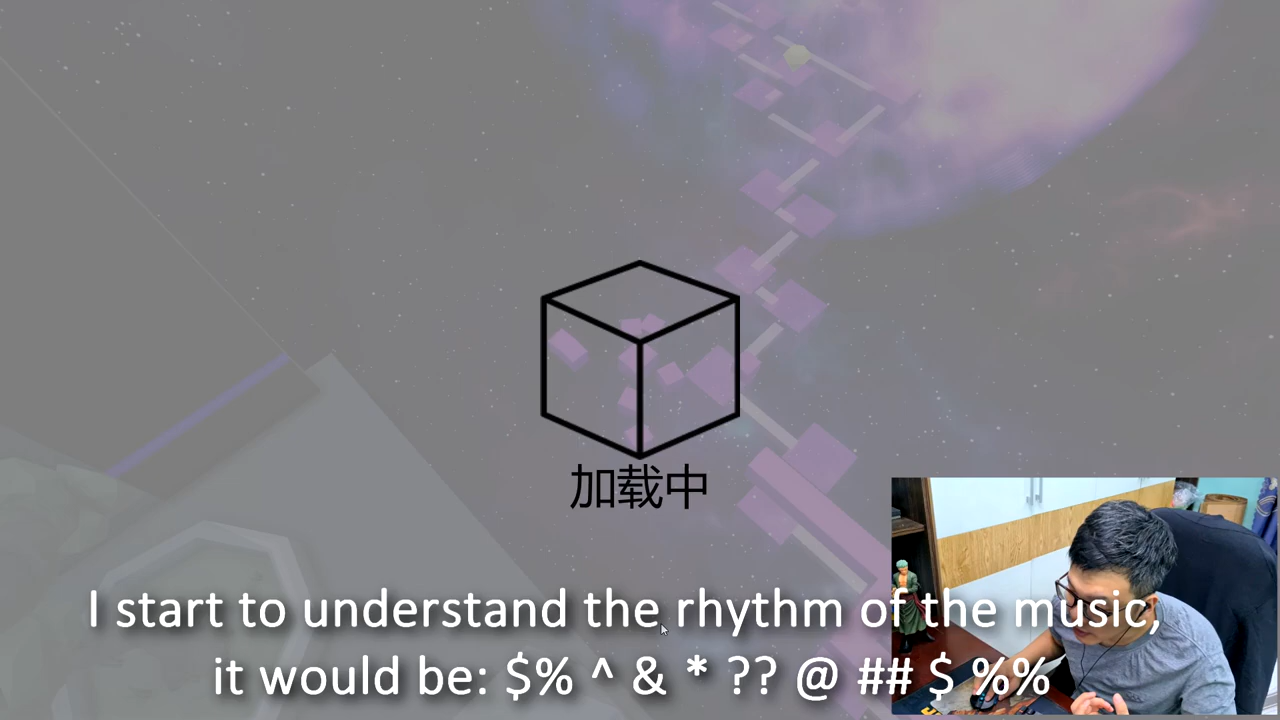 加载中
I start to understand the rhythm of the music,
it would be: $% ^ & * ?? @ ## $ %%